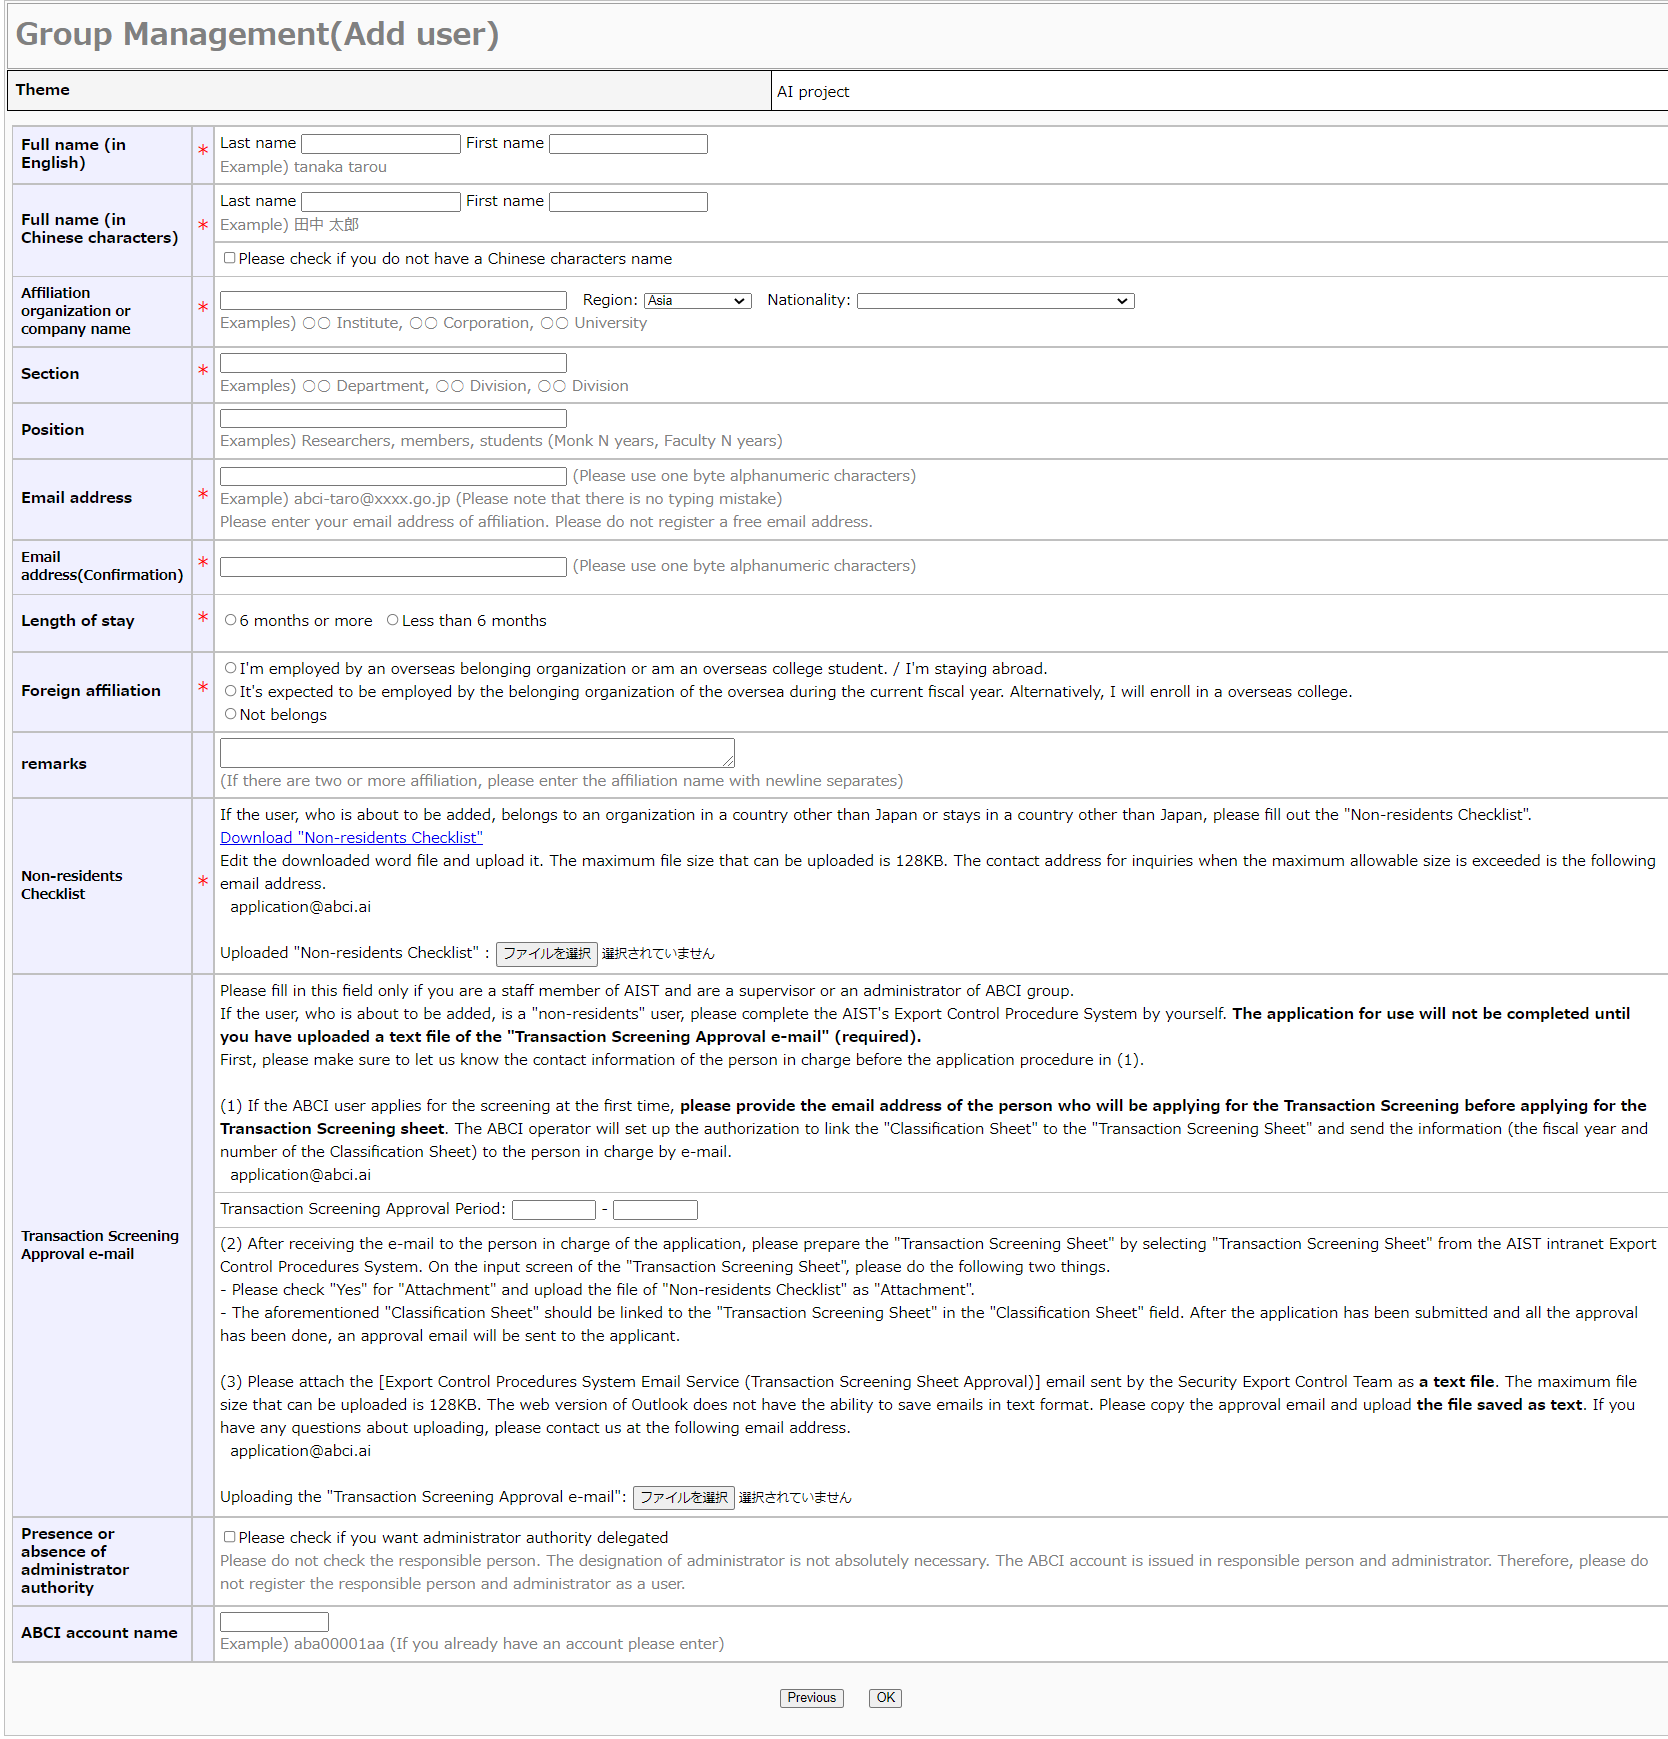 Group Management(Add user)
Theme
AI project
Full name (in
English)
*
Last name First name
Example) tanaka tarou
Full name (in
Chinese characters)
*
Last name First name
Example) 田中 太郎
Please check if you do not have a Chinese characters name
Affiliation
organization or
company name
*
Region: Asia Nationality:
Examples) 〇〇 Institute, 〇〇 Corporation, 〇〇 University
Section
*
Examples) 〇〇 Department, 〇〇 Division, 〇〇 Division
Position
Examples) Researchers, members, students (Monk N years, Faculty N years)
Email address
*
(Please use one byte alphanumeric characters)
Example) abci-taro@xxxx.go.jp (Please note that there is no typing mistake)
Please enter your email address of affiliation. Please do not register a free email address.
Email
address(Confirmation)
*
(Please use one byte alphanumeric characters)
Length of stay
*
6 months or more Less than 6 months
Foreign affiliation
*
I'm employed by an overseas belonging organization or am an overseas college student. / I'm staying abroad.
It's expected to be employed by the belonging organization of the oversea during the current fiscal year. Alternatively, I will enroll in a overseas college.
Not belongs
remarks
(If there are two or more affiliation, please enter the affiliation name with newline separates)
Non-residents
Checklist
*
If the user, who is about to be added, belongs to an organization in a country other than Japan or stays in a country other than Japan, please fill out the "Non-residents Checklist".
Download "Non-residents Checklist"
Edit the downloaded word file and upload it. The maximum file size that can be uploaded is 128KB. The contact address for inquiries when the maximum allowable size is exceeded is the following
email address.
application@abci.ai
Uploaded "Non-residents Checklist" : ファイルを選択 選択されていません
Transaction Screening
Approval e-mail
Please fill in this field only if you are a staff member of AIST and are a supervisor or an administrator of ABCI group.
If the user, who is about to be added, is a "non-residents" user, please complete the AIST's Export Control Procedure System by yourself. The application for use will not be completed until
you have uploaded a text file of the "Transaction Screening Approval e-mail" (required).
First, please make sure to let us know the contact information of the person in charge before the application procedure in (1).
(1) If the ABCI user applies for the screening at the first time, please provide the email address of the person who will be applying for the Transaction Screening before applying for the
Transaction Screening sheet. The ABCI operator will set up the authorization to link the "Classification Sheet" to the "Transaction Screening Sheet" and send the information (the fiscal year and
number of the Classification Sheet) to the person in charge by e-mail.
application@abci.ai
Transaction Screening Approval Period: -
(2) After receiving the e-mail to the person in charge of the application, please prepare the "Transaction Screening Sheet" by selecting "Transaction Screening Sheet" from the AIST intranet Export
Control Procedures System. On the input screen of the "Transaction Screening Sheet", please do the following two things.
- Please check "Yes" for "Attachment" and upload the file of "Non-residents Checklist" as "Attachment".
- The aforementioned "Classification Sheet" should be linked to the "Transaction Screening Sheet" in the "Classification Sheet" field. After the application has been submitted and all the approval
has been done, an approval email will be sent to the applicant.
(3) Please attach the [Export Control Procedures System Email Service (Transaction Screening Sheet Approval)] email sent by the Security Export Control Team as a text file. The maximum file
size that can be uploaded is 128KB. The web version of Outlook does not have the ability to save emails in text format. Please copy the approval email and upload the file saved as text. If you
have any questions about uploading, please contact us at the following email address.
application@abci.ai
Uploading the "Transaction Screening Approval e-mail": ファイルを選択 選択されていません
Presence or
absence of
administrator
authority
Please check if you want administrator authority delegated
Please do not check the responsible person. The designation of administrator is not absolutely necessary. The ABCI account is issued in responsible person and administrator. Therefore, please do
not register the responsible person and administrator as a user.
ABCI account name
Example) aba00001aa (If you already have an account please enter)
Previous OK